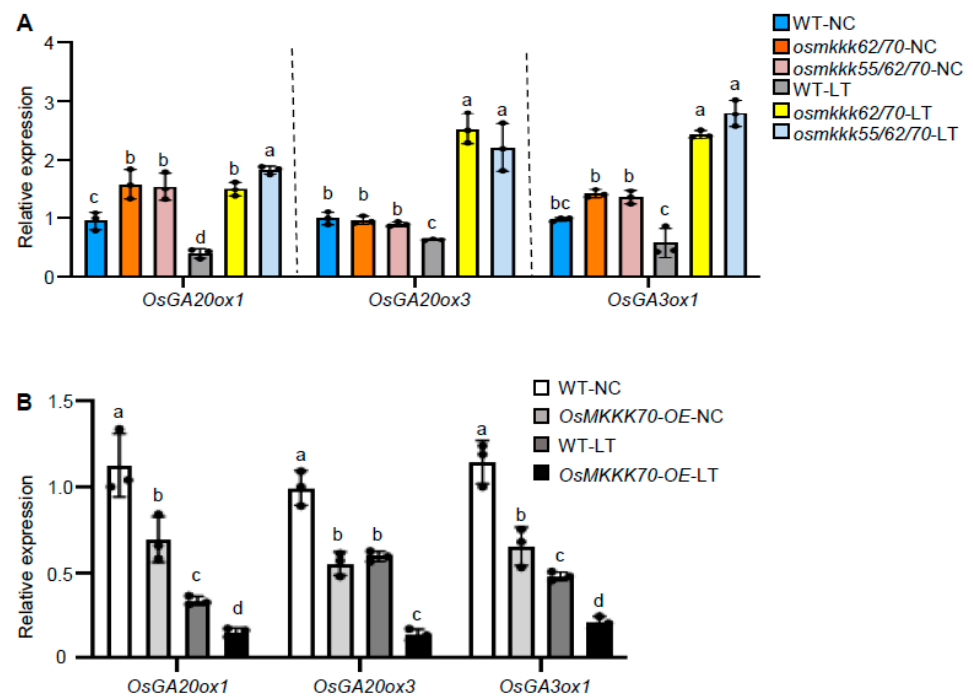 A
WT-NC
osmkkk62/70-NC
osmkkk55/62/70-NC
WT-LT
osmkkk62/70-LT
osmkkk55/62/70-LT
Relative expression
4
3
2
1
0
c b b d b a
b b b c a a
bc b b c a a
OsGA20ox1 OsGA20ox3 OsGA3ox1
B
WT-NC
OsMKKK70-OE-NC
WT-LT
OsMKKK70-OE-LT
Relative expression
1.5
1.0
0.5
0
a b c d
a b b c
a b c d
OsGA20ox1 OsGA20ox3 OsGA3ox1